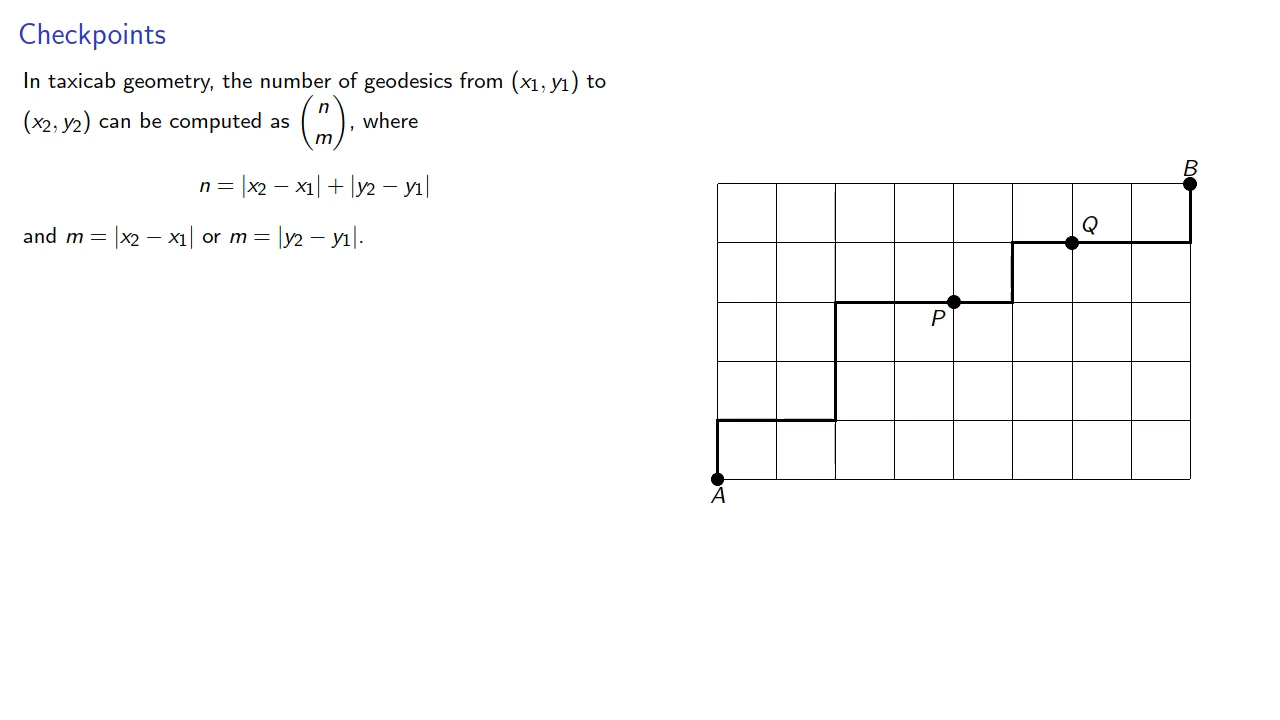 Checkpoints
In taxicab geometry, the number of geodesics from (x₁, y₁) to
(x₂, y₂) can be computed as (n m), where
n = |x₂ − x₁| + |y₂ − y₁|
and m = |x₂ − x₁| or m = |y₂ − y₁|.
B
Q
P
A